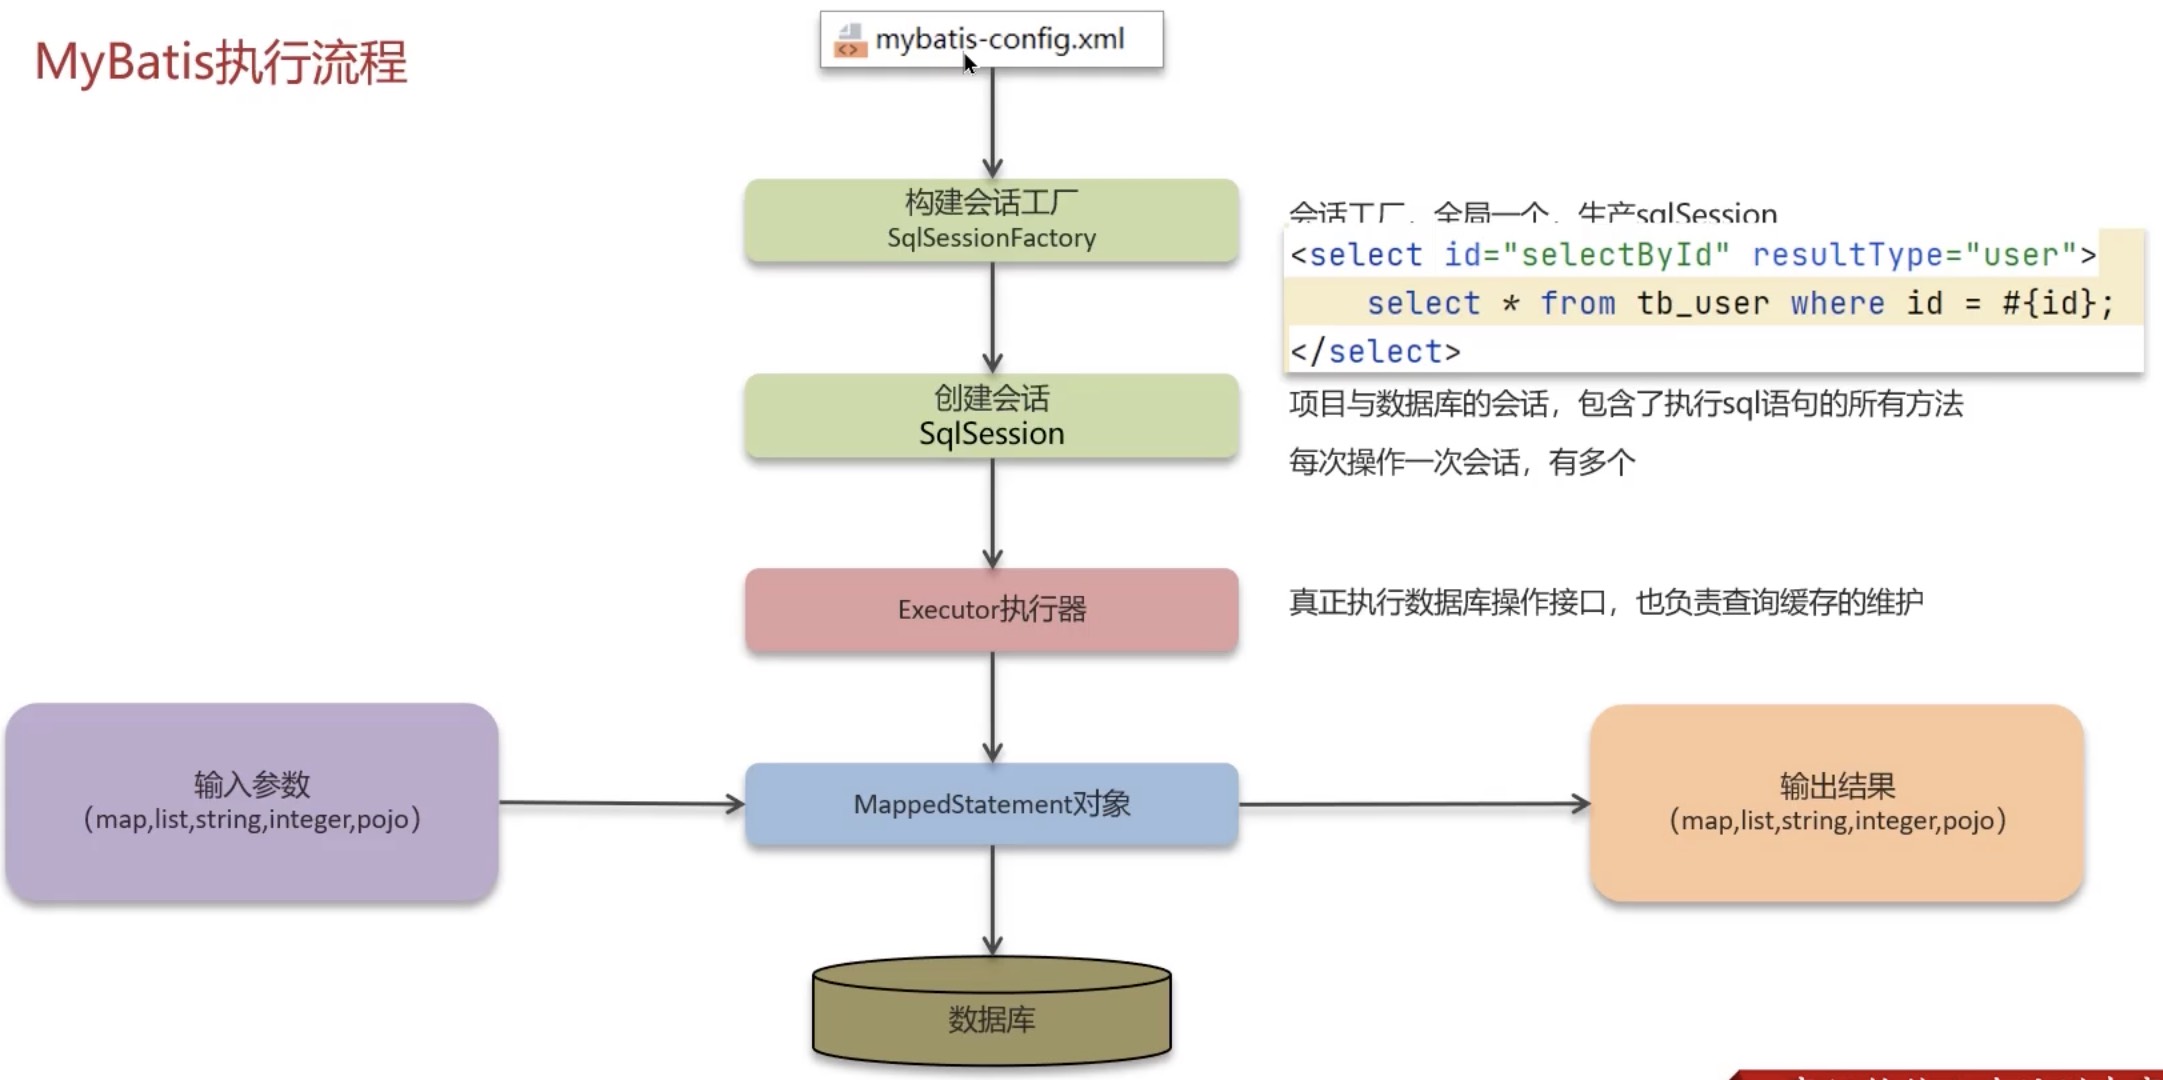 MyBatis执行流程
mybatis-config.xml
构建会话工厂
SqlSessionFactory
会话工厂，全局一个，生产sqlSession
<select id="selectById" resultType="user">
select * from tb_user where id = #{id};
</select>
创建会话
SqlSession
项目与数据库的会话，包含了执行sql语句的所有方法
每次操作一次会话，有多个
Executor执行器
真正执行数据库操作接口，也负责查询缓存的维护
输入参数
（map,list,string,integer,pojo）
MappedStatement对象
输出结果
（map,list,string,integer,pojo）
数据库